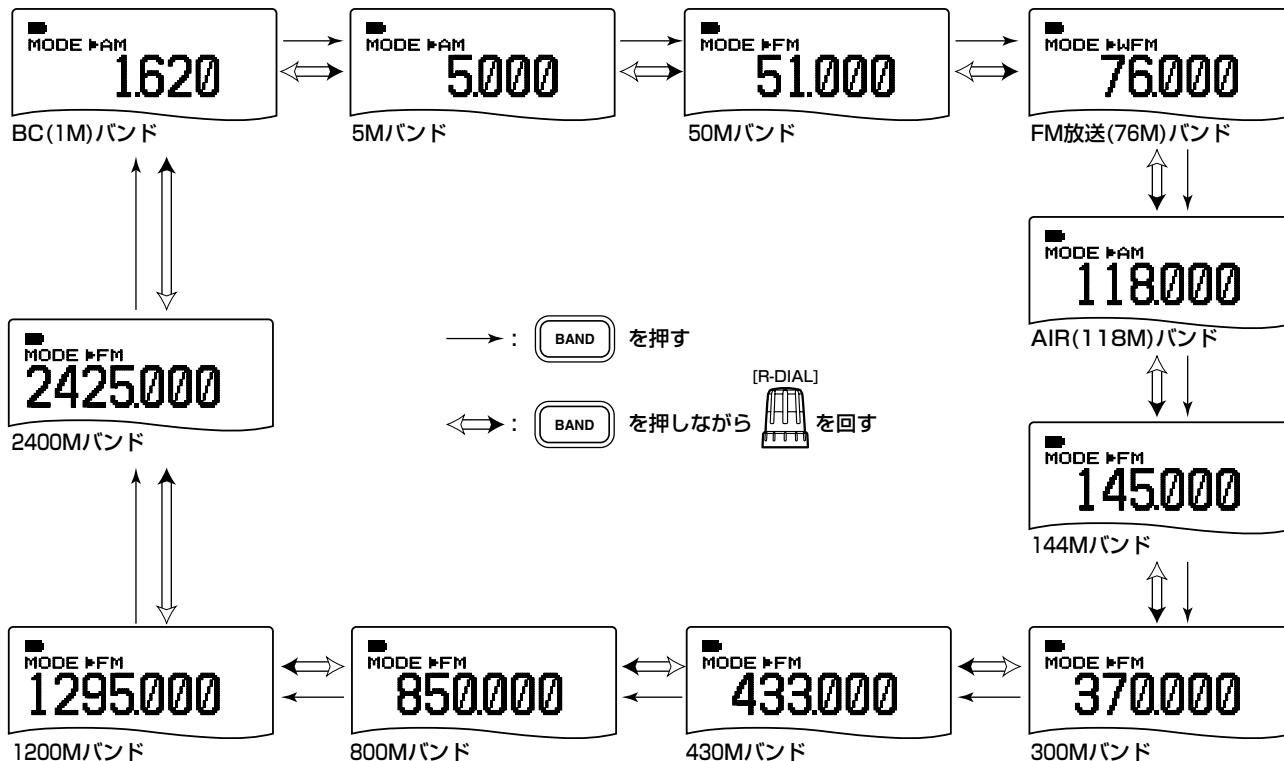 MODE AM
1.620
BC(1M)バンド
MODE AM
5.000
5Mバンド
MODE FM
51.000
50Mバンド
MODE WFM
76.000
FM放送(76M)バンド
MODE AM
118.000
AIR(118M)バンド
MODE FM
2425.000
2400Mバンド
: BAND を押す
[R-DIAL]
: BAND を押しながら を回す
MODE FM
145.000
144Mバンド
MODE FM
1295.000
1200Mバンド
MODE FM
850.000
800Mバンド
MODE FM
433.000
430Mバンド
MODE FM
370.000
300Mバンド